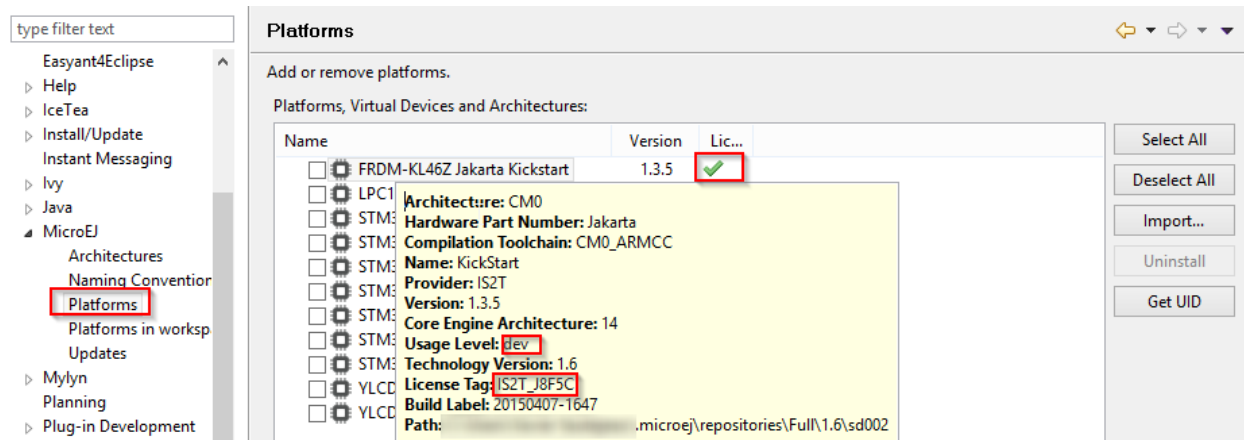 type filter text
Easyant4Eclipse
Help
IceTea
Install/Update
Instant Messaging
Ivy
Java
MicroEJ
Architectures
Naming Convention
Platforms
Platforms in worksp
Updates
Mylyn
Planning
Plug-in Development
Platforms
Add or remove platforms.
Platforms, Virtual Devices and Architectures:
Name Version Lic...
FRDM-KL46Z Jakarta Kickstart 1.3.5
LPC1
STM3
STM3
STM3
STM3
STM3
STM3
STM3
YLCD
YLCD
Architecture: CM0
Hardware Part Number: Jakarta
Compilation Toolchain: CM0_ARMCC
Name: KickStart
Provider: IS2T
Version: 1.3.5
Core Engine Architecture: 14
Usage Level: dev
Technology Version: 1.6
License Tag: IS2T_J8F5C
Build Label: 20150407-1647
Path: .microej\repositories\Full\1.6\sd002
Select All
Deselect All
Import...
Uninstall
Get UID